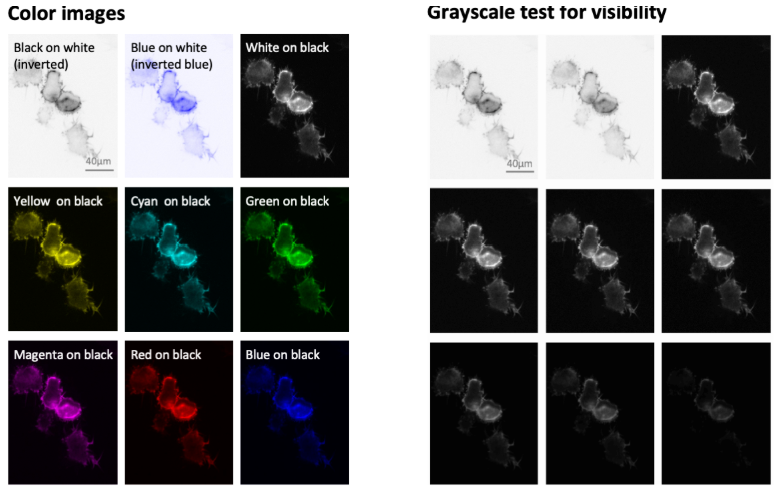 Color images
Grayscale test for visibility
Black on white
(inverted)
Blue on white
(inverted blue)
White on black
40µm
40µm
Yellow on black
Cyan on black
Green on black
Magenta on black
Red on black
Blue on black